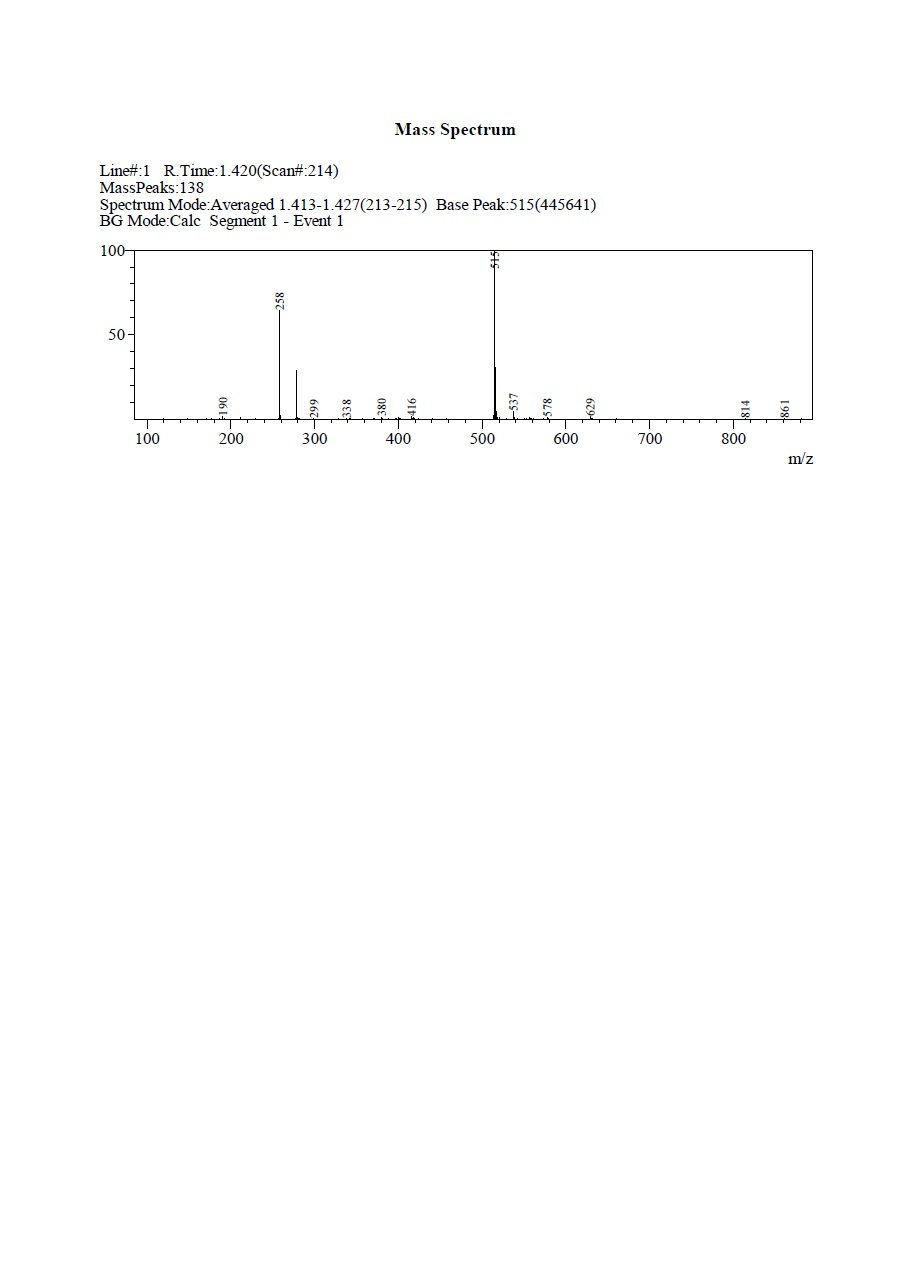 Mass Spectrum
Line#:1 R.Time:1.420(Scan#:214)
MassPeaks:138
Spectrum Mode:Averaged 1.413-1.427(213-215) Base Peak:515(445641)
BG Mode:Calc Segment 1 - Event 1
100
515
258
50
190
299
338
380
416
537
578
629
814
861
100 200 300 400 500 600 700 800
m/z